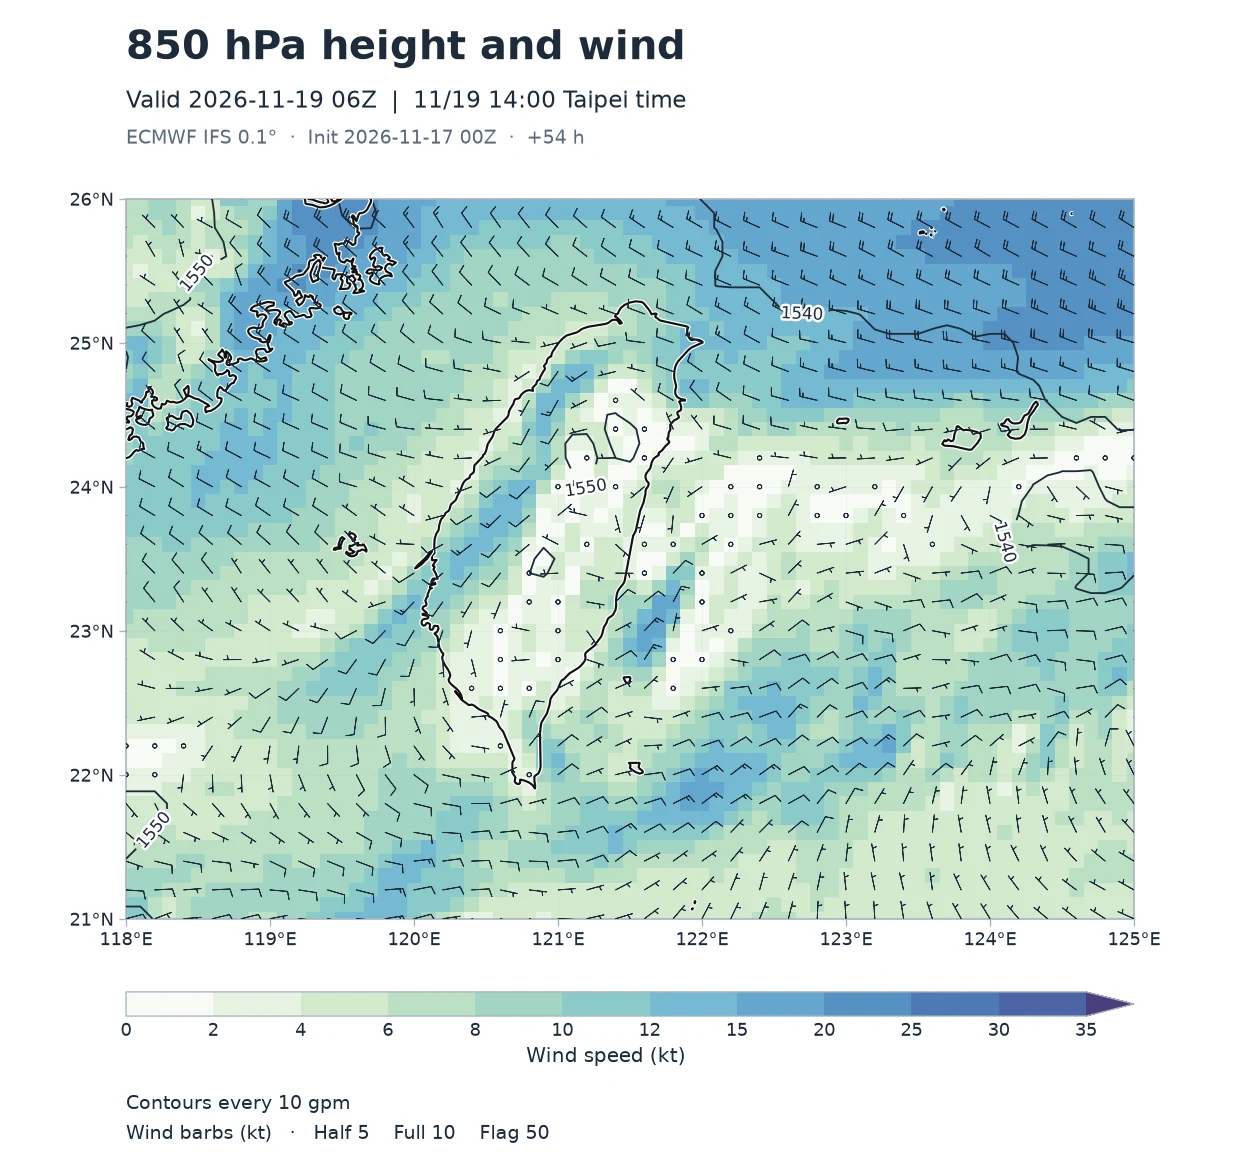 850 hPa height and wind
Valid 2026-11-19 06Z | 11/19 14:00 Taipei time
ECMWF IFS 0.1° · Init 2026-11-17 00Z · +54 h
26°N
1550
1540
25°N
1550
24°N
1540
23°N
22°N
1550
21°N
118°E 119°E 120°E 121°E 122°E 123°E 124°E 125°E
0 2 4 6 8 10 12 15 20 25 30 35
Wind speed (kt)
Contours every 10 gpm
Wind barbs (kt) · Half 5 Full 10 Flag 50